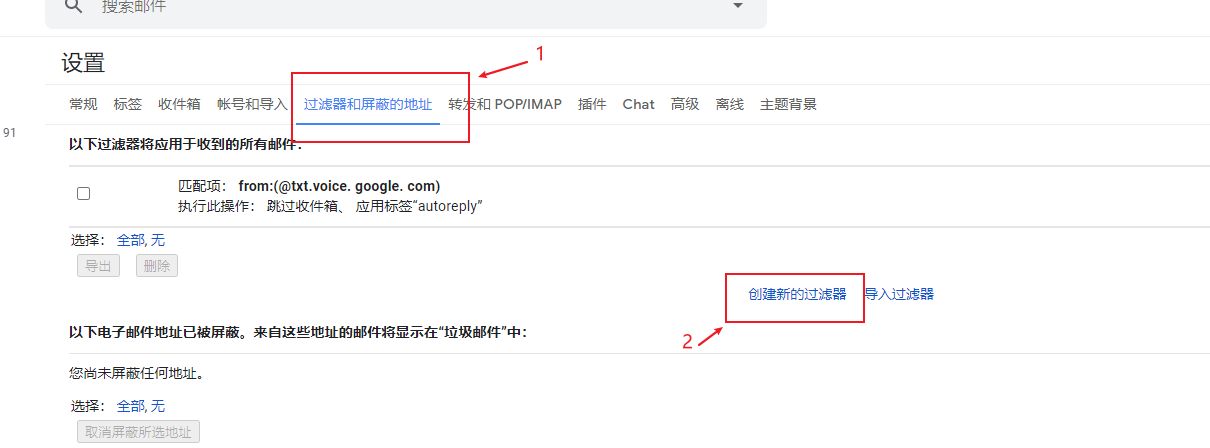 搜索邮件
设置
1
常规 标签 收件箱 帐号和导入 过滤器和屏蔽的地址 转发和 POP/IMAP 插件 Chat 高级 离线 主题背景
91
以下过滤器将应用于收到的所有邮件:
匹配项: from:(@txt.voice. google. com)
执行此操作: 跳过收件箱、 应用标签“autoreply”
选择: 全部, 无
导出 删除
创建新的过滤器 导入过滤器
以下电子邮件地址已被屏蔽。来自这些地址的邮件将显示在“垃圾邮件”中:
2
您尚未屏蔽任何地址。
选择: 全部, 无
取消屏蔽所选地址